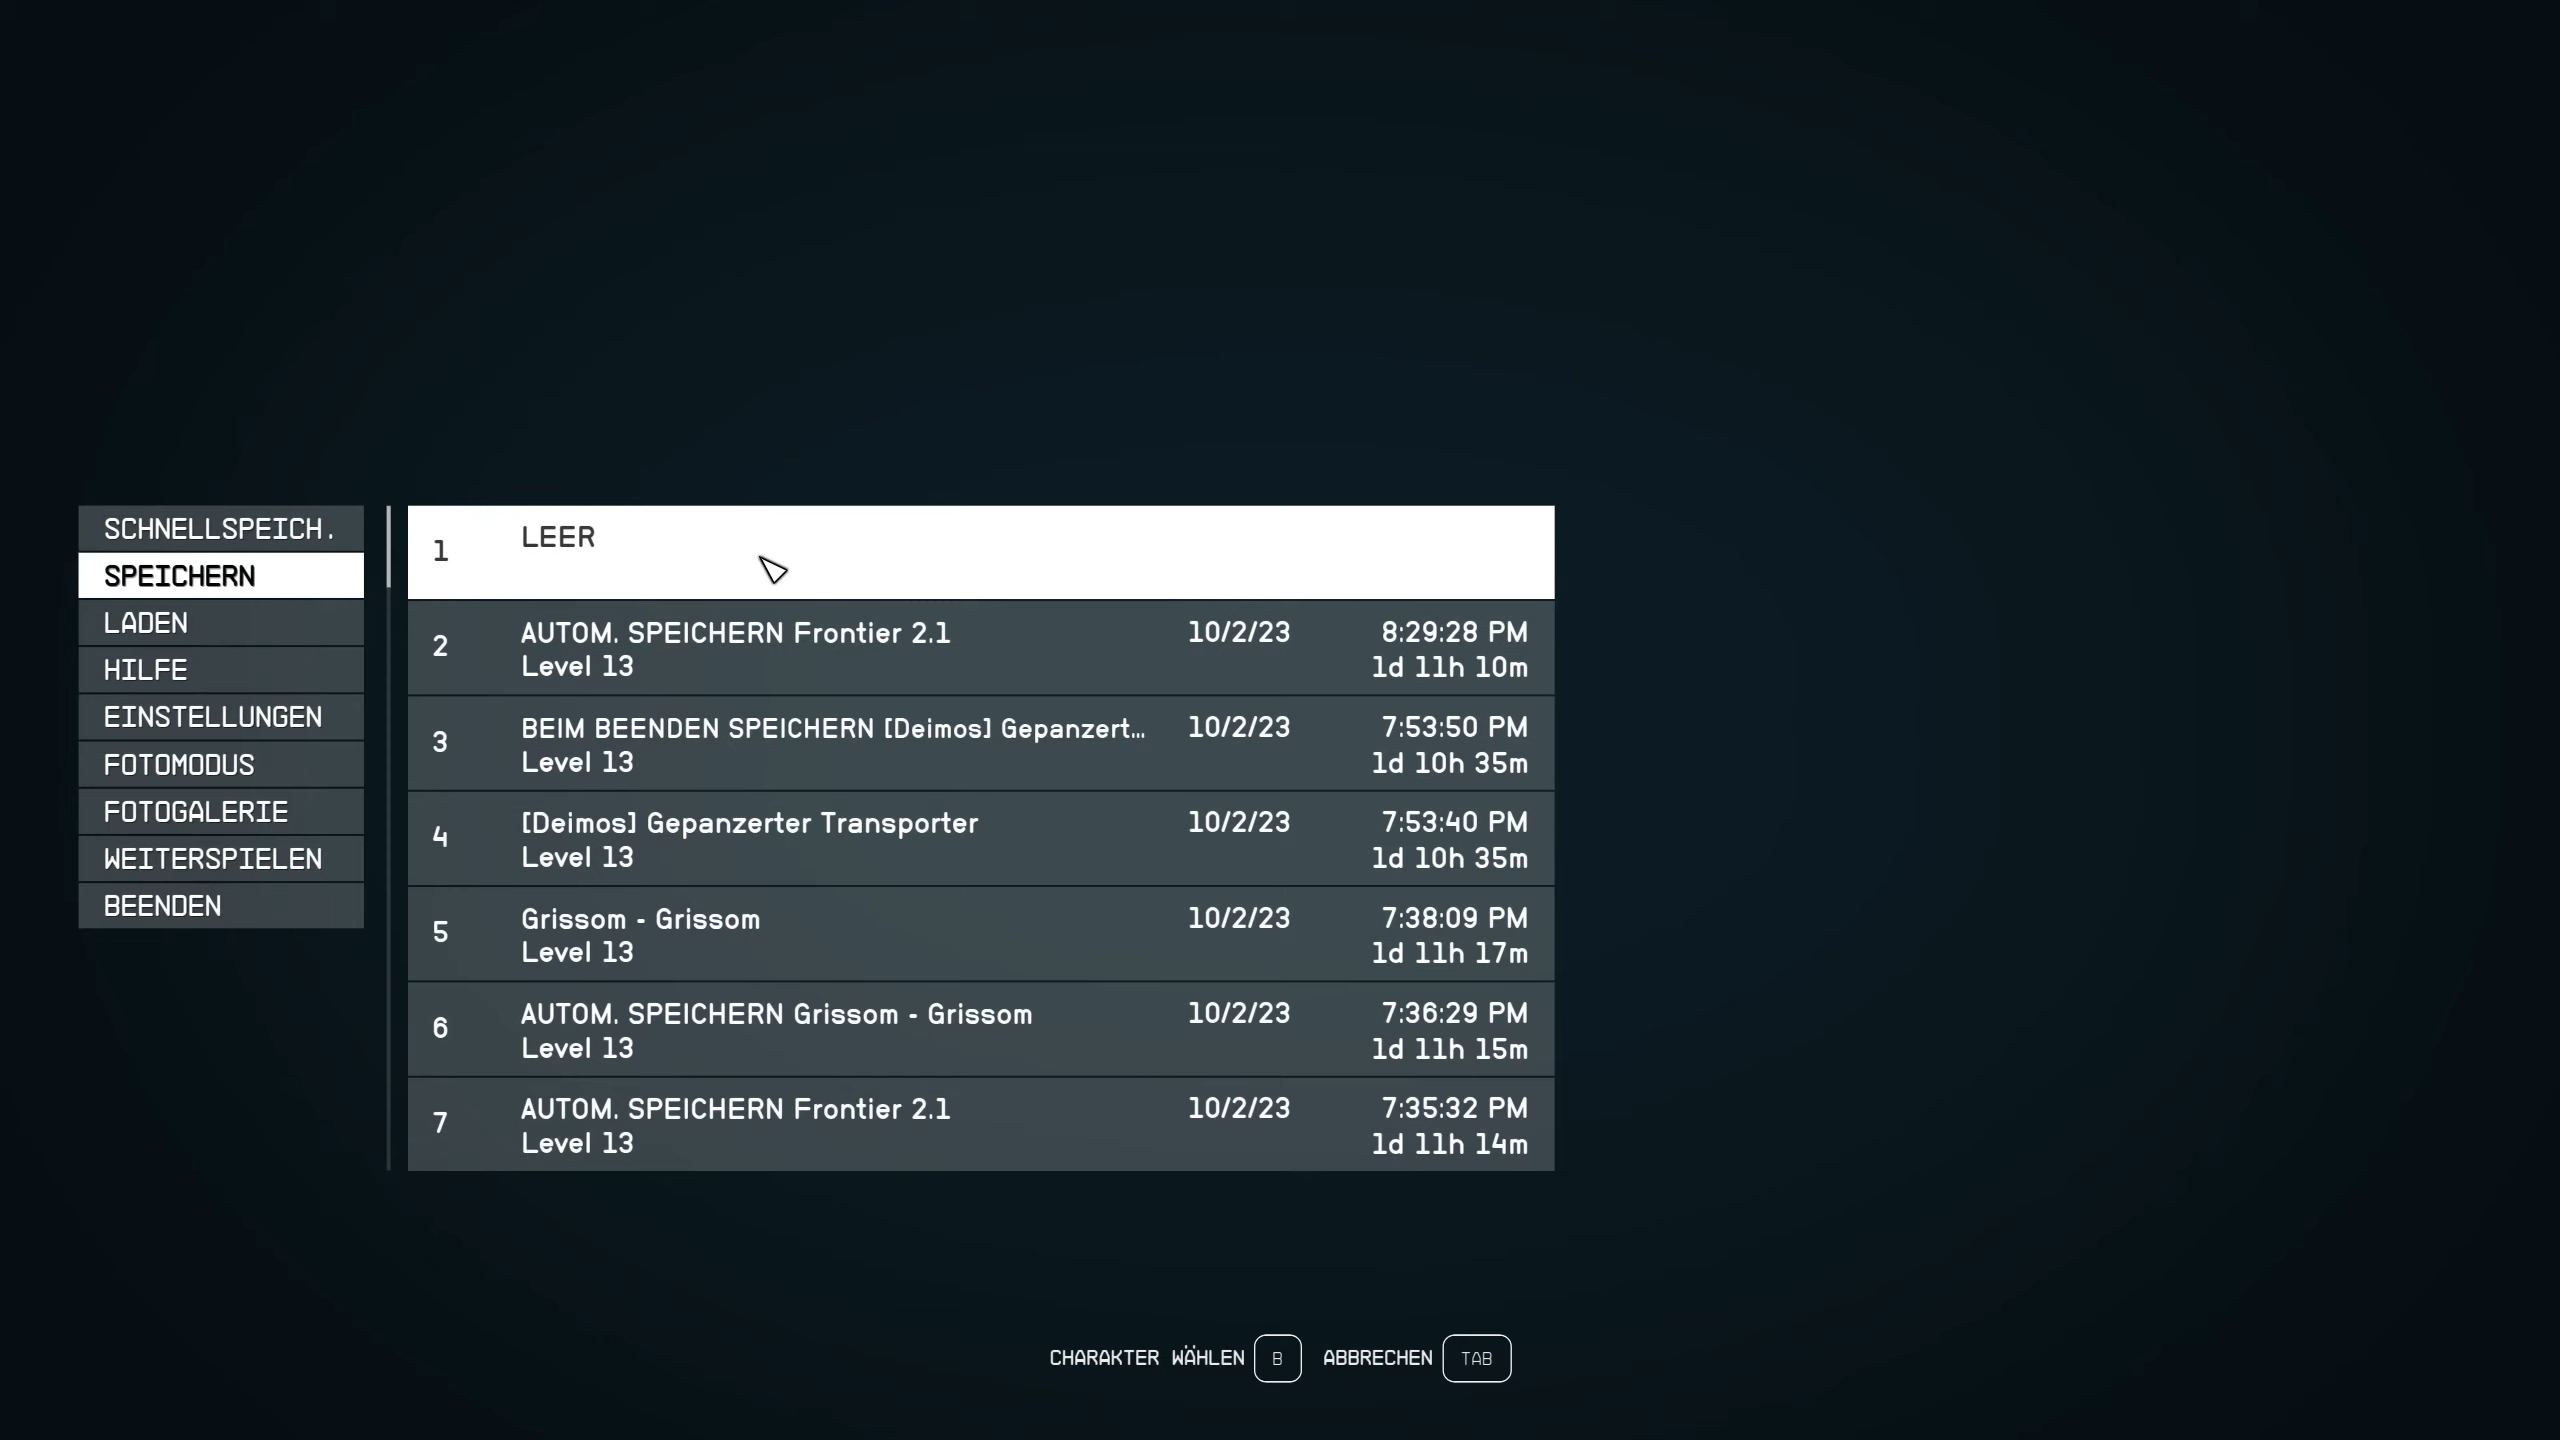 SCHNELLSPEICH.
SPEICHERN
LADEN
HILFE
EINSTELLUNGEN
FOTOMODUS
FOTOGALERIE
WEITERSPIELEN
BEENDEN
1 LEER
2 AUTOM. SPEICHERN Frontier 2.1 10/2/23 8:29:28 PM
Level 13 1d 11h 10m
3 BEIM BEENDEN SPEICHERN [Deimos] Gepanzert... 10/2/23 7:53:50 PM
Level 13 1d 10h 35m
4 [Deimos] Gepanzerter Transporter 10/2/23 7:53:40 PM
Level 13 1d 10h 35m
5 Grissom - Grissom 10/2/23 7:38:09 PM
Level 13 1d 11h 17m
6 AUTOM. SPEICHERN Grissom - Grissom 10/2/23 7:36:29 PM
Level 13 1d 11h 15m
7 AUTOM. SPEICHERN Frontier 2.1 10/2/23 7:35:32 PM
Level 13 1d 11h 14m
CHARAKTER WÄHLEN B ABBRECHEN TAB